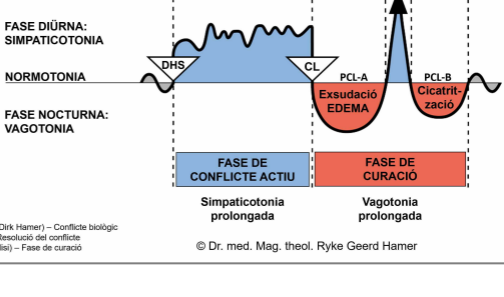 FASE DIÜRNA:
SIMPATICOTONIA
DHS
CL
NORMOTONIA
PCL-A
PCL-B
Exsudació
EDEMA
Cicatrit-
zació
FASE NOCTURNA:
VAGOTONIA
FASE DE
CONFLICTE ACTIU
FASE DE
CURACIÓ
Simpaticotonia
prolongada
Vagotonia
prolongada
Dirk Hamer) – Conflicte biològic
Resolució del conflicte
lisi) – Fase de curació
© Dr. med. Mag. theol. Ryke Geerd Hamer